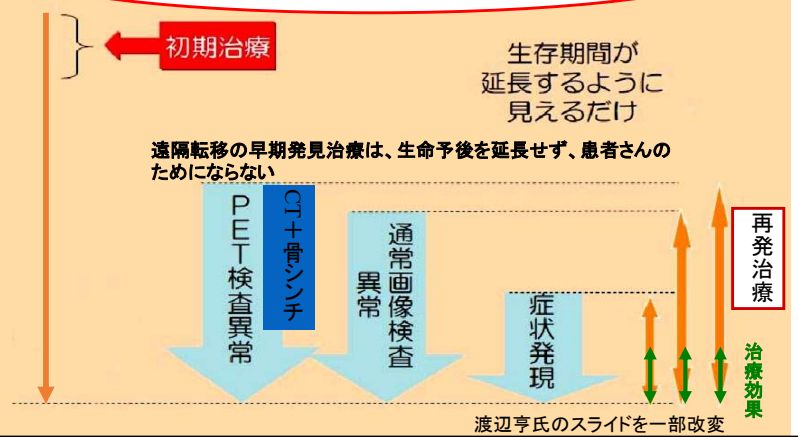 初期治療
生存期間が
延長するように
見えるだけ
遠隔転移の早期発見治療は、生命予後を延長せず、患者さんの
ためにならない
PET検査異常
CT＋骨シンチ
通常画像検査
異常
症状発現
再発治療
治療効果
渡辺亨氏のスライドを一部改変